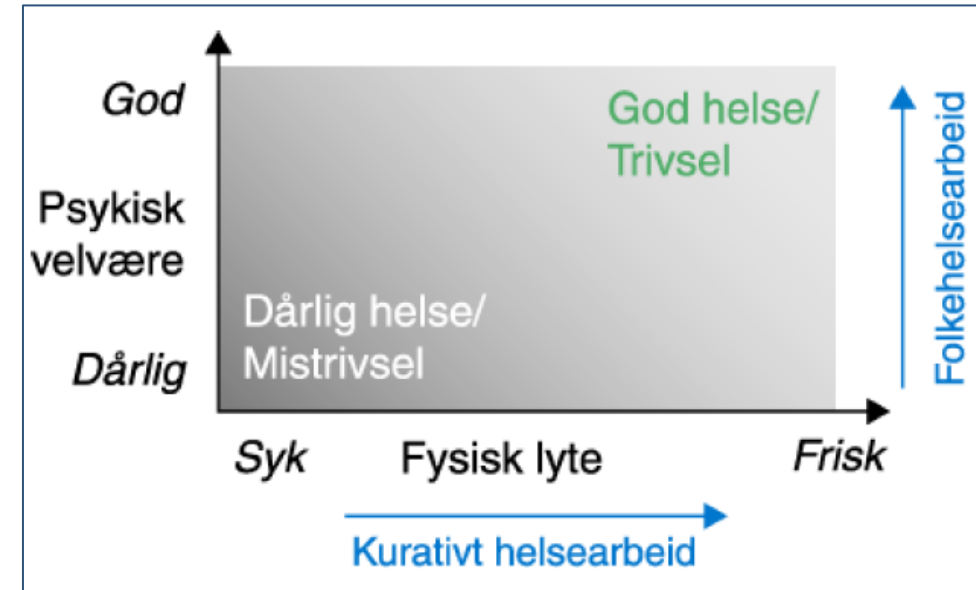 God
God helse/
Trivsel
Psykisk
velvære
Dårlig helse/
Mistrivsel
Dårlig
Folkehelsearbeid
Syk
Fysisk lyte
Frisk
Kurativt helsearbeid